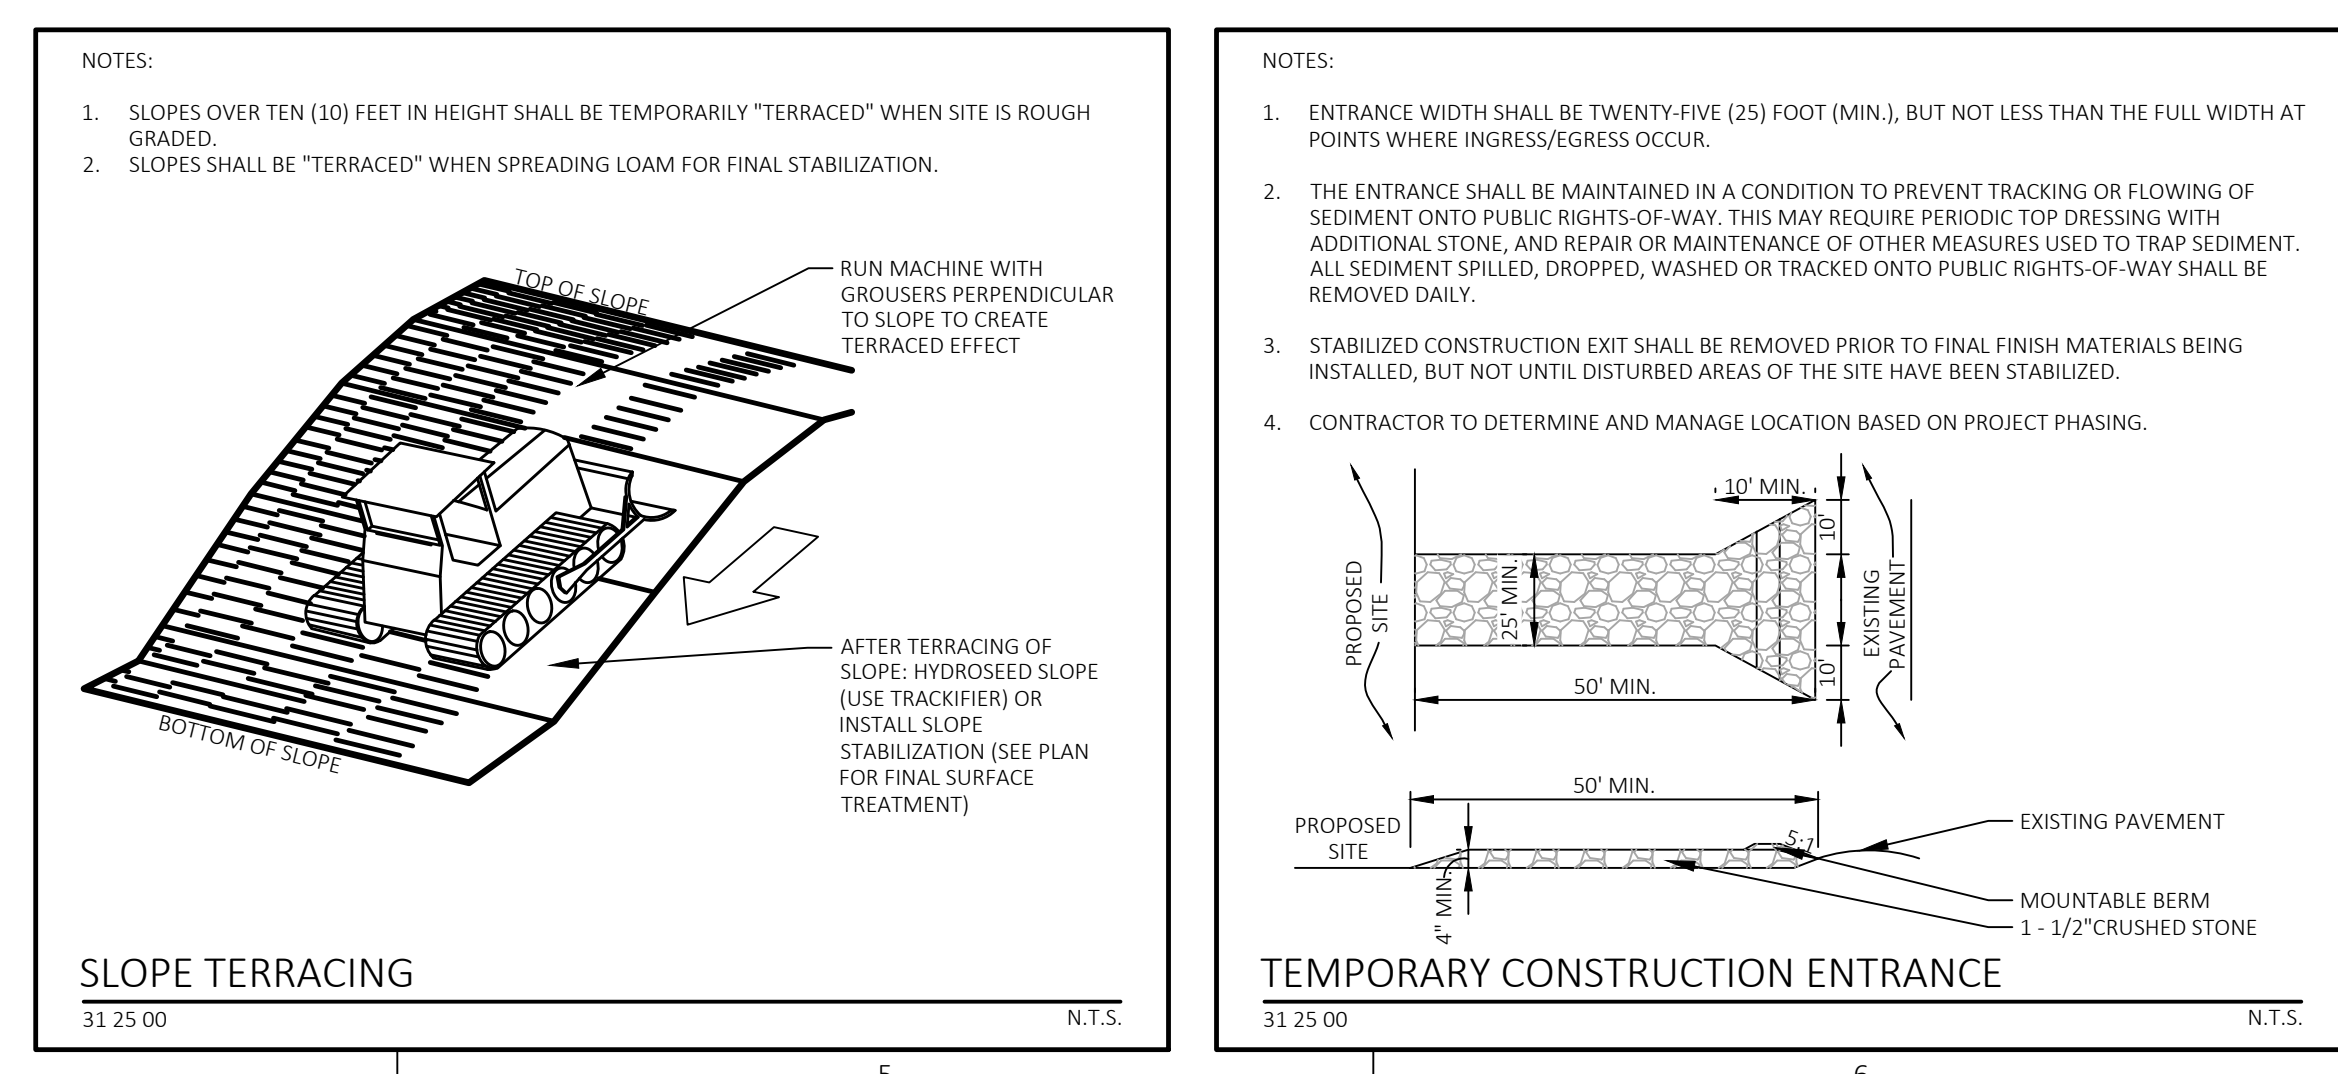 NOTES:
1. SLOPES OVER TEN (10) FEET IN HEIGHT SHALL BE TEMPORARILY "TERRACED" WHEN SITE IS ROUGH
GRADED.
2. SLOPES SHALL BE "TERRACED" WHEN SPREADING LOAM FOR FINAL STABILIZATION.
TOP OF SLOPE
RUN MACHINE WITH
GROUSERS PERPENDICULAR
TO SLOPE TO CREATE
TERRACED EFFECT
AFTER TERRACING OF
SLOPE: HYDROSEED SLOPE
(USE TRACKIFIER) OR
INSTALL SLOPE
STABILIZATION (SEE PLAN
FOR FINAL SURFACE
TREATMENT)
BOTTOM OF SLOPE
SLOPE TERRACING
31 25 00
N.T.S.
5
NOTES:
1. ENTRANCE WIDTH SHALL BE TWENTY-FIVE (25) FOOT (MIN.), BUT NOT LESS THAN THE FULL WIDTH AT
POINTS WHERE INGRESS/EGRESS OCCUR.
2. THE ENTRANCE SHALL BE MAINTAINED IN A CONDITION TO PREVENT TRACKING OR FLOWING OF
SEDIMENT ONTO PUBLIC RIGHTS-OF-WAY. THIS MAY REQUIRE PERIODIC TOP DRESSING WITH
ADDITIONAL STONE, AND REPAIR OR MAINTENANCE OF OTHER MEASURES USED TO TRAP SEDIMENT.
ALL SEDIMENT SPILLED, DROPPED, WASHED OR TRACKED ONTO PUBLIC RIGHTS-OF-WAY SHALL BE
REMOVED DAILY.
3. STABILIZED CONSTRUCTION EXIT SHALL BE REMOVED PRIOR TO FINAL FINISH MATERIALS BEING
INSTALLED, BUT NOT UNTIL DISTURBED AREAS OF THE SITE HAVE BEEN STABILIZED.
4. CONTRACTOR TO DETERMINE AND MANAGE LOCATION BASED ON PROJECT PHASING.
10' MIN.
10'
PROPOSED
SITE
25' MIN.
EXISTING
PAVEMENT
10'
50' MIN.
50' MIN.
PROPOSED
SITE
5:1
EXISTING PAVEMENT
4" MIN.
MOUNTABLE BERM
1 - 1/2"CRUSHED STONE
TEMPORARY CONSTRUCTION ENTRANCE
31 25 00
N.T.S.
6